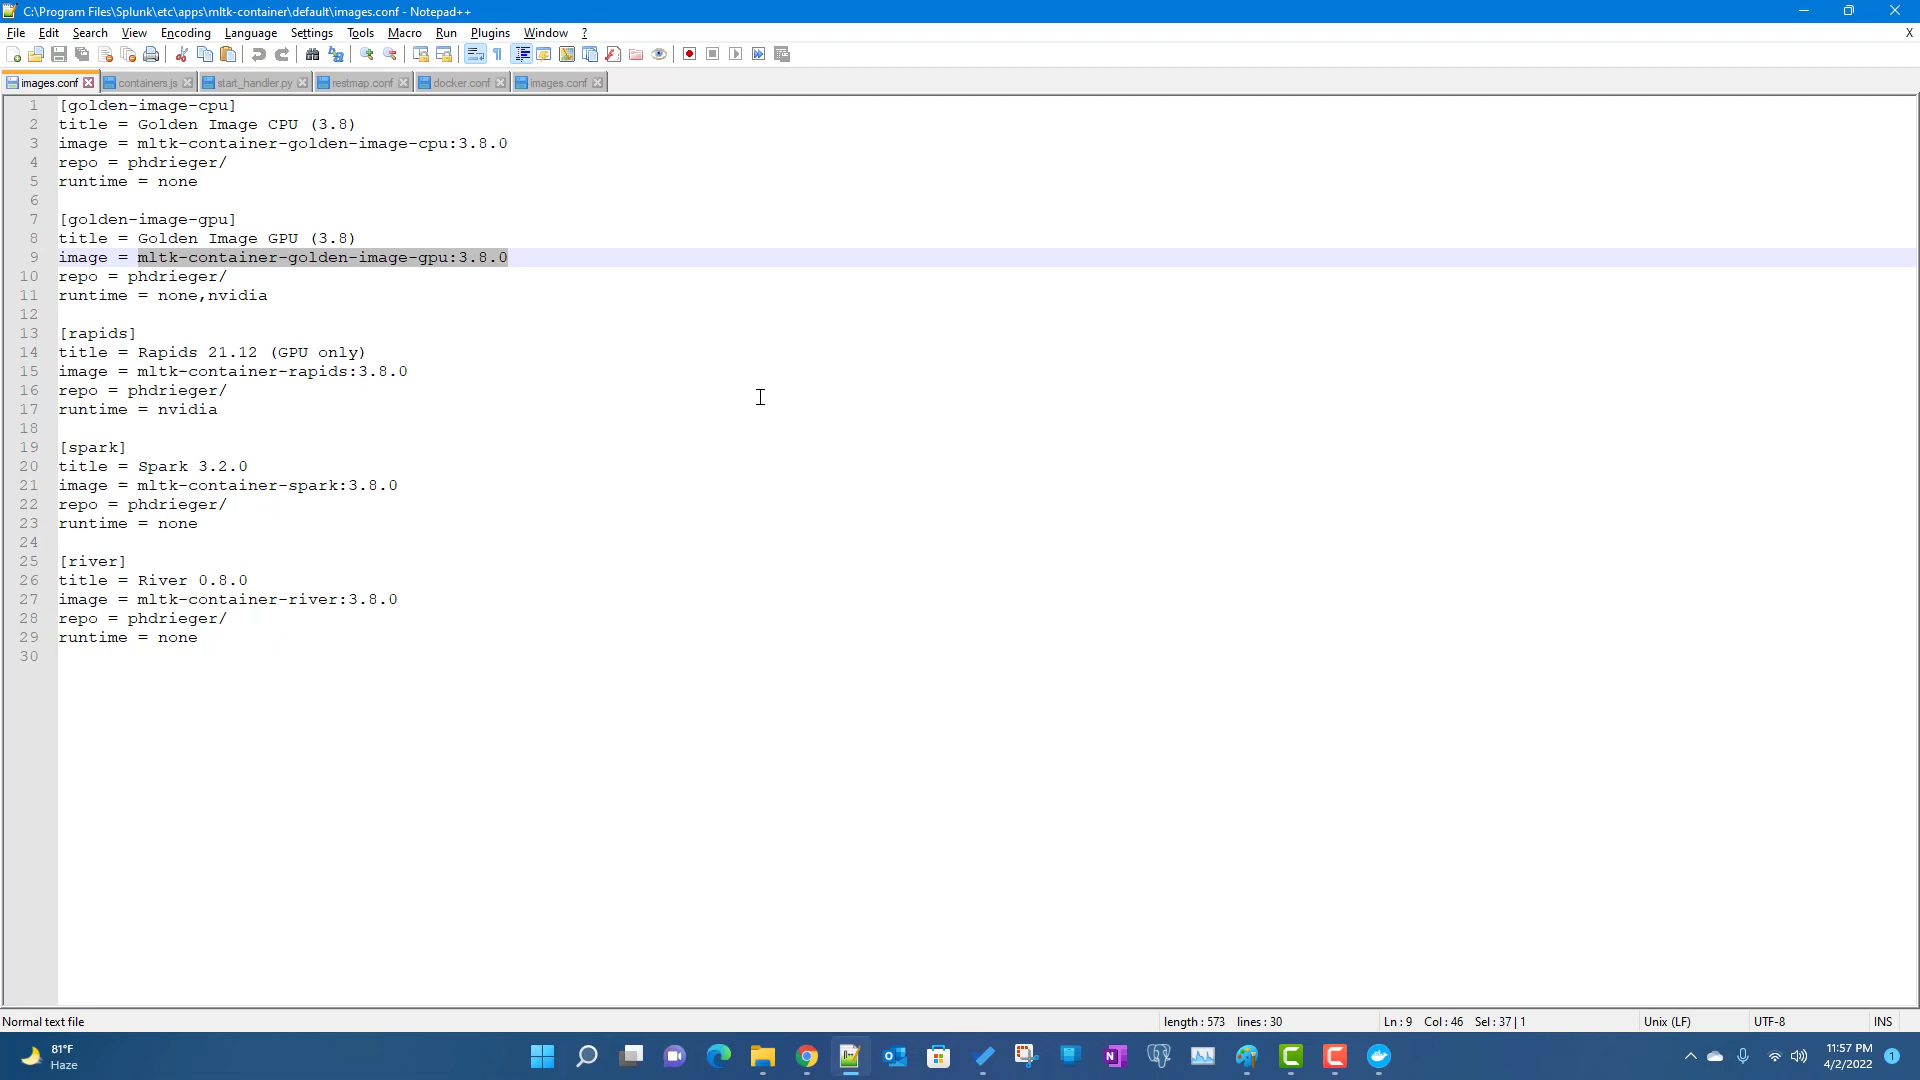 C:\Program Files\Splunk\etc\apps\mltk-container\default\images.conf - Notepad++
File Edit Search View Encoding Language Settings Tools Macro Run Plugins Window ? X
images.conf containers.js start_handler.py restmap.conf docker.conf images.conf
1 [golden-image-cpu]
2 title = Golden Image CPU (3.8)
3 image = mltk-container-golden-image-cpu:3.8.0
4 repo = phdrieger/
5 runtime = none
6
7 [golden-image-gpu]
8 title = Golden Image GPU (3.8)
9 image = mltk-container-golden-image-gpu:3.8.0
10 repo = phdrieger/
11 runtime = none,nvidia
12
13 [rapids]
14 title = Rapids 21.12 (GPU only)
15 image = mltk-container-rapids:3.8.0
16 repo = phdrieger/
17 runtime = nvidia
18
19 [spark]
20 title = Spark 3.2.0
21 image = mltk-container-spark:3.8.0
22 repo = phdrieger/
23 runtime = none
24
25 [river]
26 title = River 0.8.0
27 image = mltk-container-river:3.8.0
28 repo = phdrieger/
29 runtime = none
30
Normal text file length : 573 lines : 30 Ln : 9 Col : 46 Sel : 37 | 1 Unix (LF) UTF-8 INS
81°F
Haze
11:57 PM
4/2/2022
1